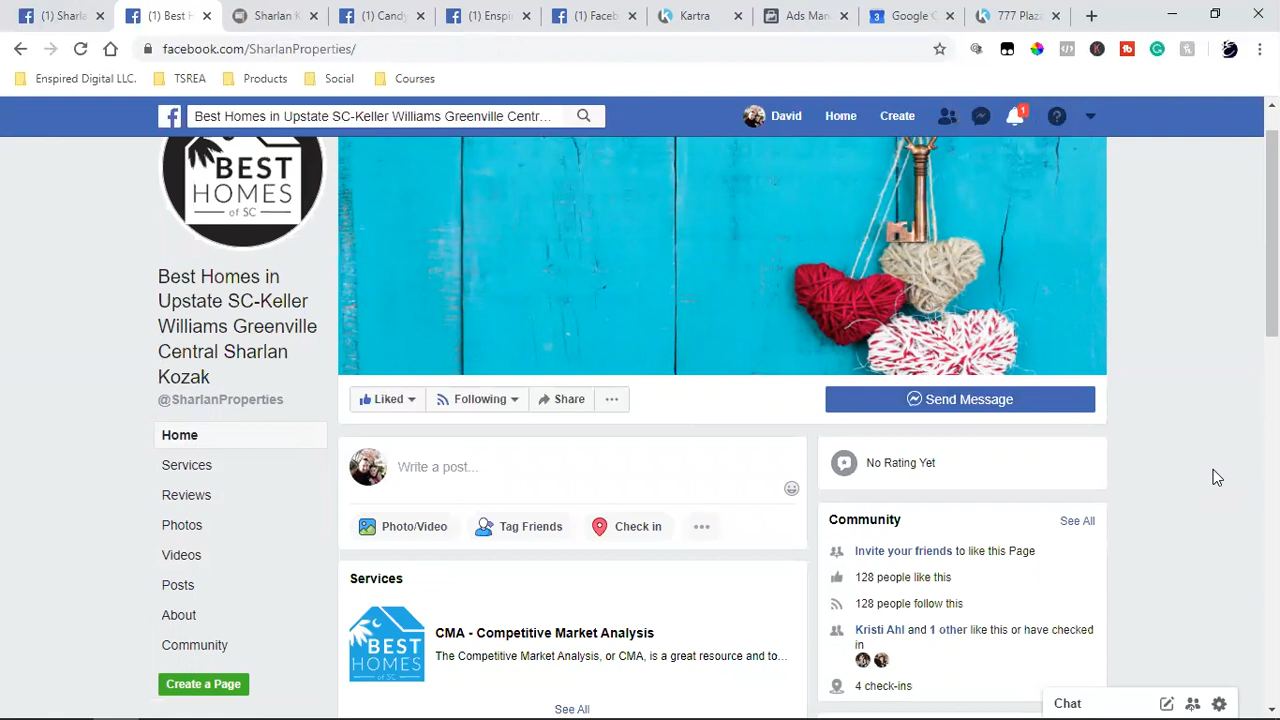 (1) Sharla
(1) Best H
Sharlan K
(1) Candy
(1) Enspi
(1) Faceb
Kartra
Ads Man
Google C
777 Plaza
facebook.com/SharlanProperties/
Enspired Digital LLC.
TSREA
Products
Social
Courses
Best Homes in Upstate SC-Keller Williams Greenville Centr...
David
Home
Create
1
BEST
HOMES
of SC
Best Homes in
Upstate SC-Keller
Williams Greenville
Central Sharlan
Kozak
@SharlanProperties
Home
Services
Reviews
Photos
Videos
Posts
About
Community
Create a Page
Liked
Following
Share
Send Message
Write a post...
Photo/Video
Tag Friends
Check in
Services
BEST
HOMES
of SC
CMA - Competitive Market Analysis
The Competitive Market Analysis, or CMA, is a great resource and to...
See All
No Rating Yet
Community
See All
Invite your friends to like this Page
128 people like this
128 people follow this
Kristi Ahl and 1 other like this or have checked
in
4 check-ins
Chat